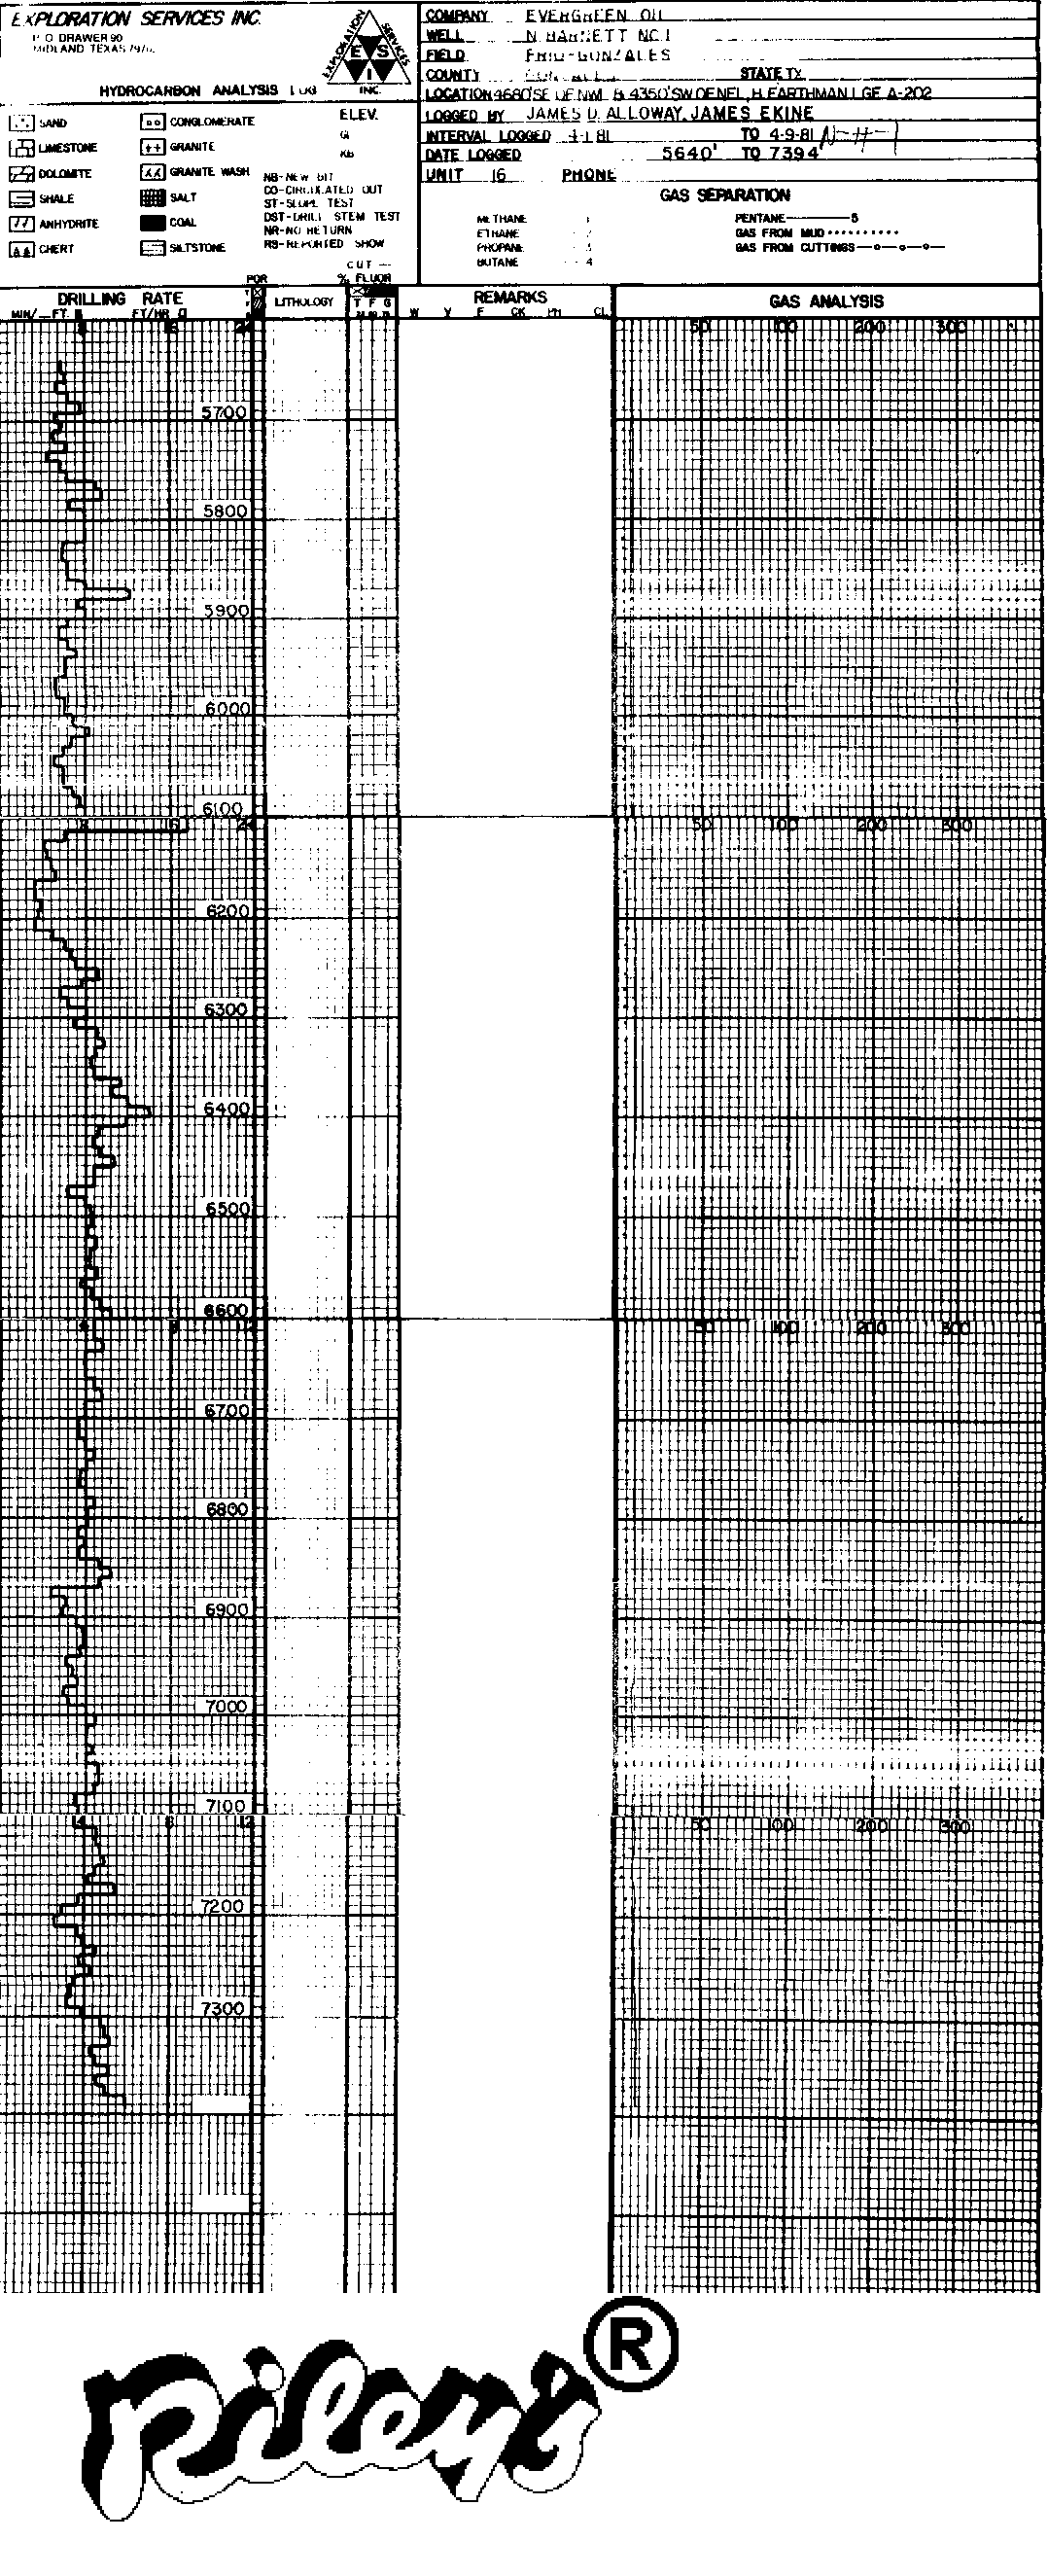 EXPLORATION SERVICES INC.
P. O. DRAWER 90
MIDLAND TEXAS
EXPLORATION SERVICES
E S I
INC.
HYDROCARBON ANALYSIS LOG
SAND
CONGLOMERATE
LIMESTONE
GRANITE
DOLOMITE
GRANITE WASH
SHALE
SALT
ANHYDRITE
COAL
CHERT
SILTSTONE
ELEV.
GL
KB
NB-NEW BIT
CO-CIRCULATED OUT
ST-SLOPE TEST
DST-DRILL STEM TEST
NR-NO RETURN
RS-REPORTED SHOW
COMPANY EVERGREEN OIL
WELL N. BARNETT NO. 1
FIELD FRIO-GONZALES
COUNTY STATE TX
LOCATION 4680' SE OF NWL & 4350' SW OF NEL, H. EARTHMAN LGE A-202
LOGGED BY JAMES D. ALLOWAY, JAMES EKINE
INTERVAL LOGGED 4-1-81 TO 4-9-81
DATE LOGGED 5640' TO 7394'
UNIT 16 PHONE
GAS SEPARATION
METHANE 1
ETHANE 2
PROPANE 3
BUTANE 4
PENTANE 5
GAS FROM MUD
GAS FROM CUTTINGS
CUT
POR
% FLUOR
DRILLING RATE
MIN/ FT. FT/HR
LITHOLOGY
T F G
REMARKS
W V F CK PH CL
GAS ANALYSIS
8 16 24
50 100 200 300
5700
5800
5900
6000
6100
8 16 24
50 100 200 300
6200
6300
6400
6500
6600
50 100 200 300
6700
6800
6900
7000
7100
4 8 12
50 100 200 300
7200
7300
Riley's ®